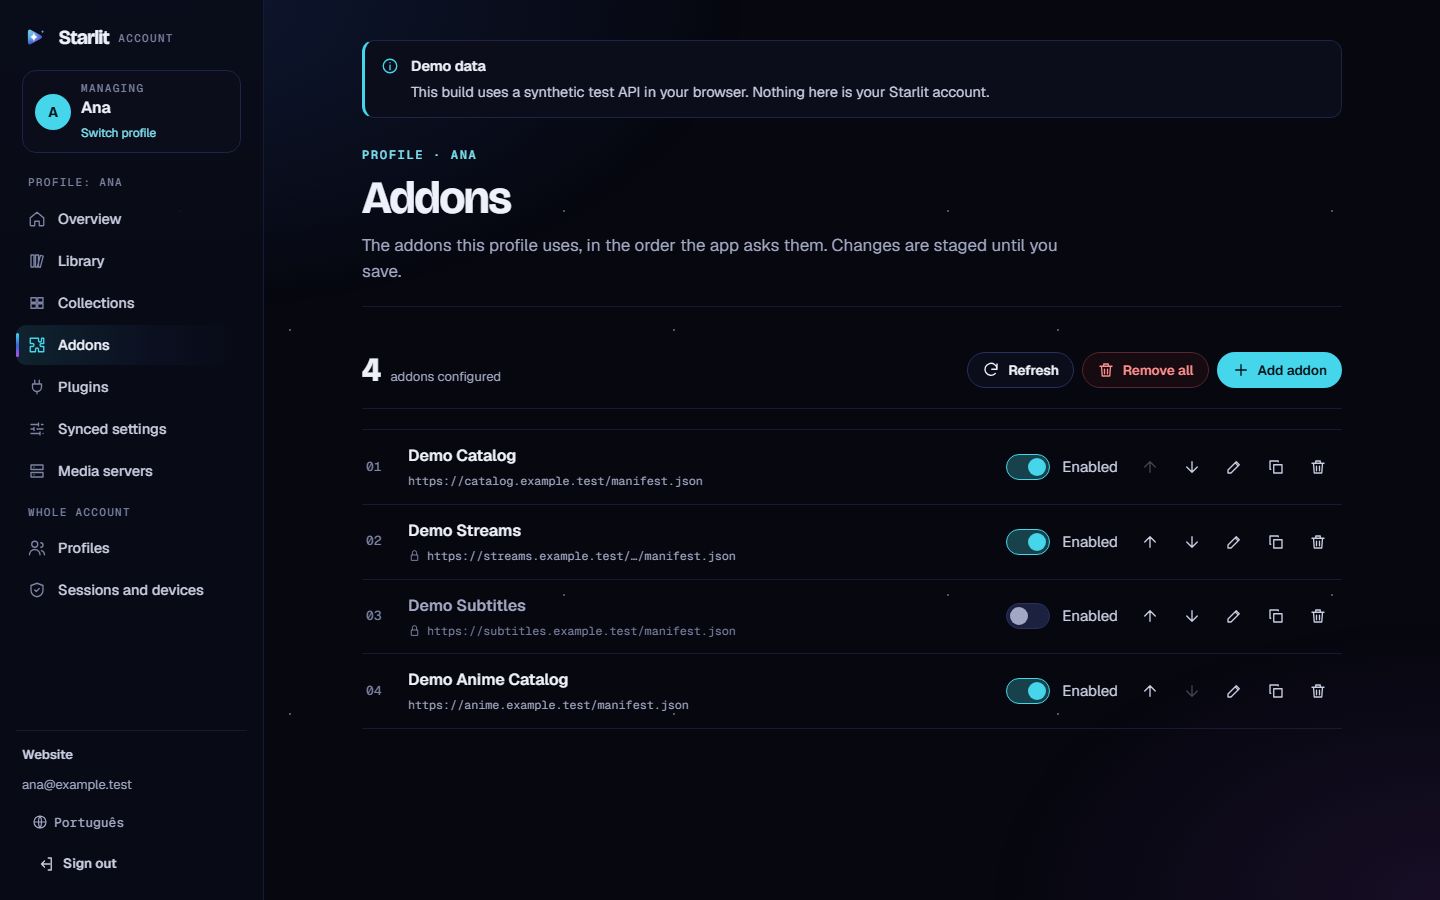 Starlit ACCOUNT
A
MANAGING
Ana
Switch profile
PROFILE: ANA
Overview
Library
Collections
Addons
Plugins
Synced settings
Media servers
WHOLE ACCOUNT
Profiles
Sessions and devices
Website
ana@example.test
Português
Sign out
Demo data
This build uses a synthetic test API in your browser. Nothing here is your Starlit account.
PROFILE · ANA
Addons
The addons this profile uses, in the order the app asks them. Changes are staged until you
save.
4 addons configured
Refresh
Remove all
Add addon
01
Demo Catalog
https://catalog.example.test/manifest.json
Enabled
02
Demo Streams
https://streams.example.test/…/manifest.json
Enabled
03
Demo Subtitles
https://subtitles.example.test/manifest.json
Enabled
04
Demo Anime Catalog
https://anime.example.test/manifest.json
Enabled